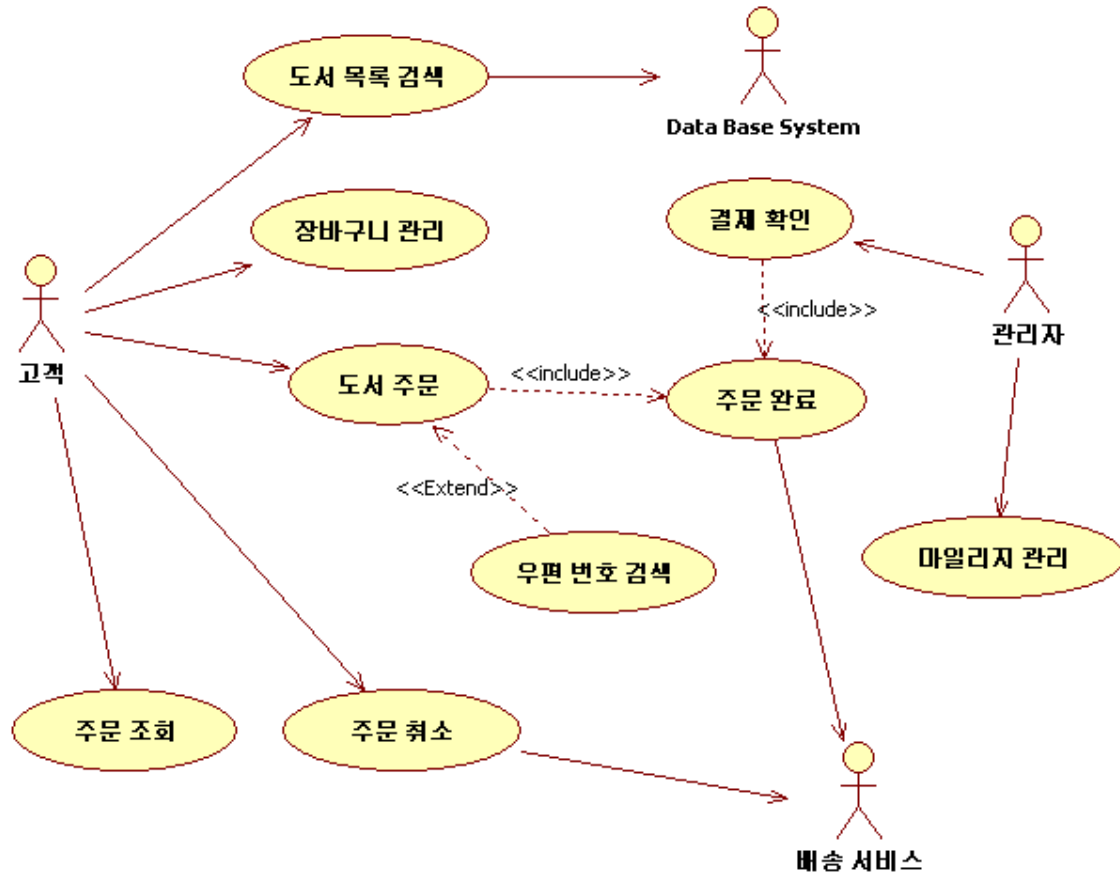 도서 목록 검색
Data Base System
장바구니 관리
결제 확인
<<include>>
고객
관리자
도서 주문
<<include>>
주문 완료
<<Extend>>
우편 번호 검색
마일리지 관리
주문 조회
주문 취소
배송 서비스